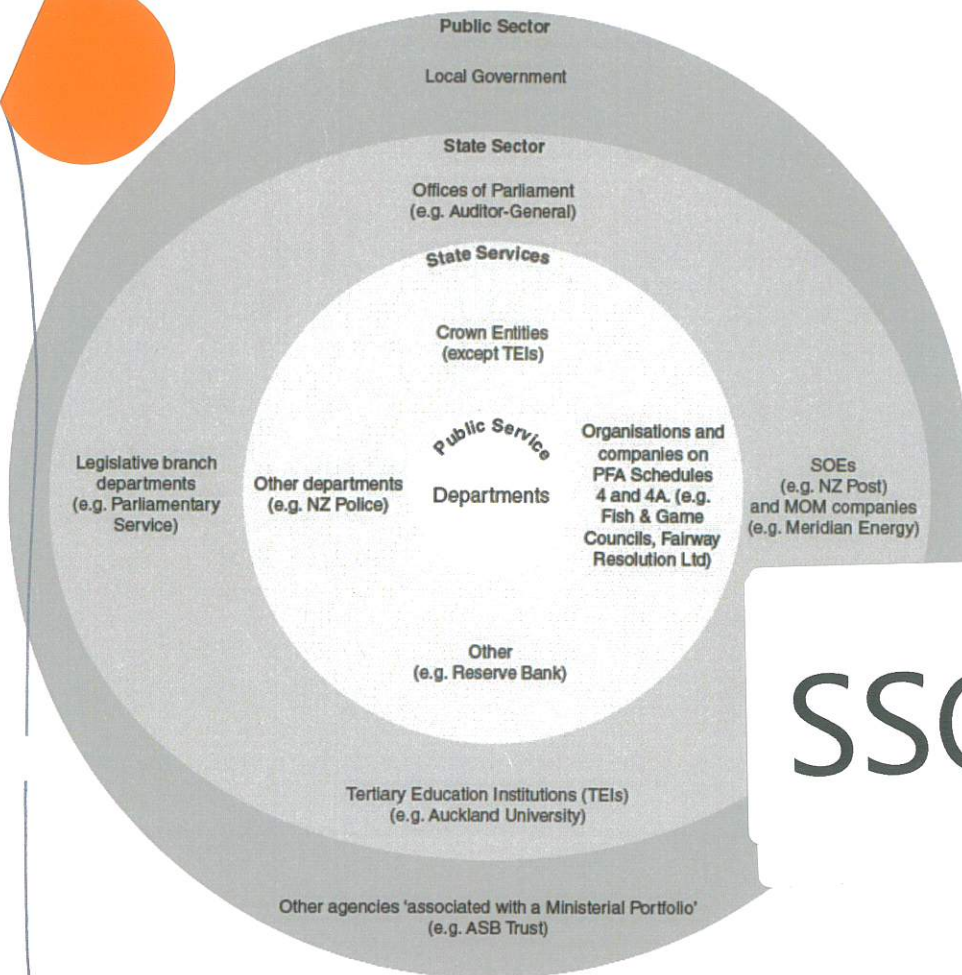 Public Sector
Local Government
State Sector
Offices of Parliament
(e.g. Auditor-General)
State Services
Crown Entities
(except TEIs)
Public Service
Departments
Legislative branch
departments
(e.g. Parliamentary
Service)
Other departments
(e.g. NZ Police)
Organisations and
companies on
PFA Schedules
4 and 4A. (e.g.
Fish & Game
Councils, Fairway
Resolution Ltd)
SOEs
(e.g. NZ Post)
and MOM companies
(e.g. Meridian Energy)
Other
(e.g. Reserve Bank)
Tertiary Education Institutions (TEIs)
(e.g. Auckland University)
Other agencies 'associated with a Ministerial Portfolio'
(e.g. ASB Trust)